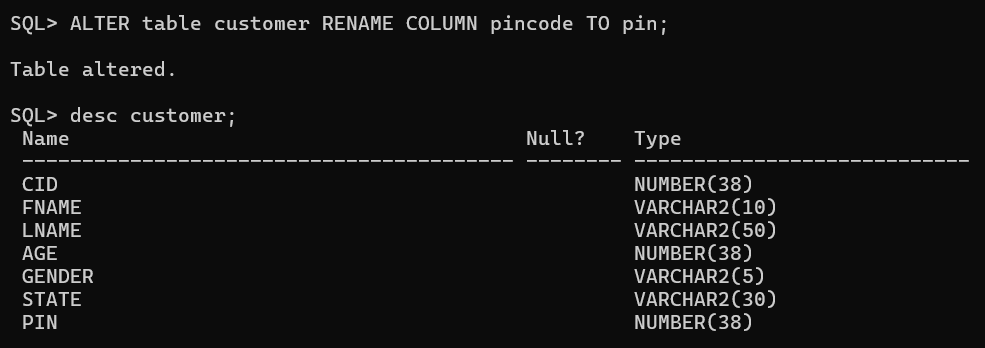 SQL> ALTER table customer RENAME COLUMN pincode TO pin;
Table altered.
SQL> desc customer;
Name Null? Type
----------------------------------------- -------- ----------------------------
CID NUMBER(38)
FNAME VARCHAR2(10)
LNAME VARCHAR2(50)
AGE NUMBER(38)
GENDER VARCHAR2(5)
STATE VARCHAR2(30)
PIN NUMBER(38)